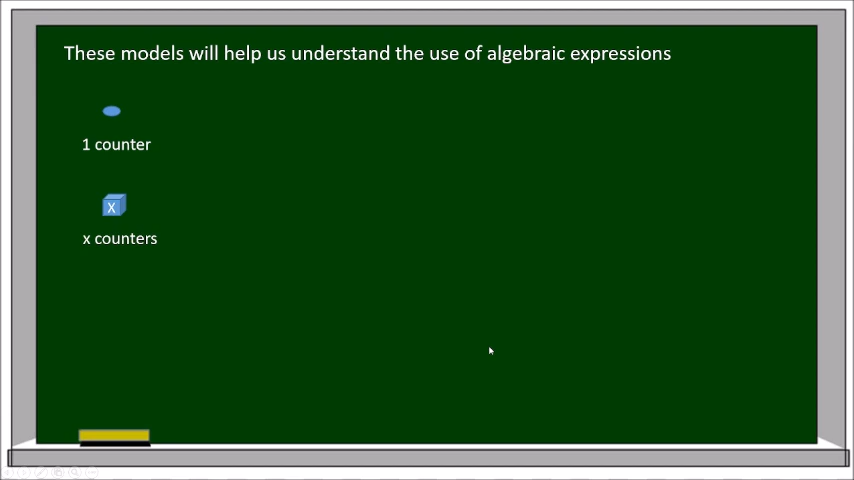 These models will help us understand the use of algebraic expressions
1 counter
X
x counters